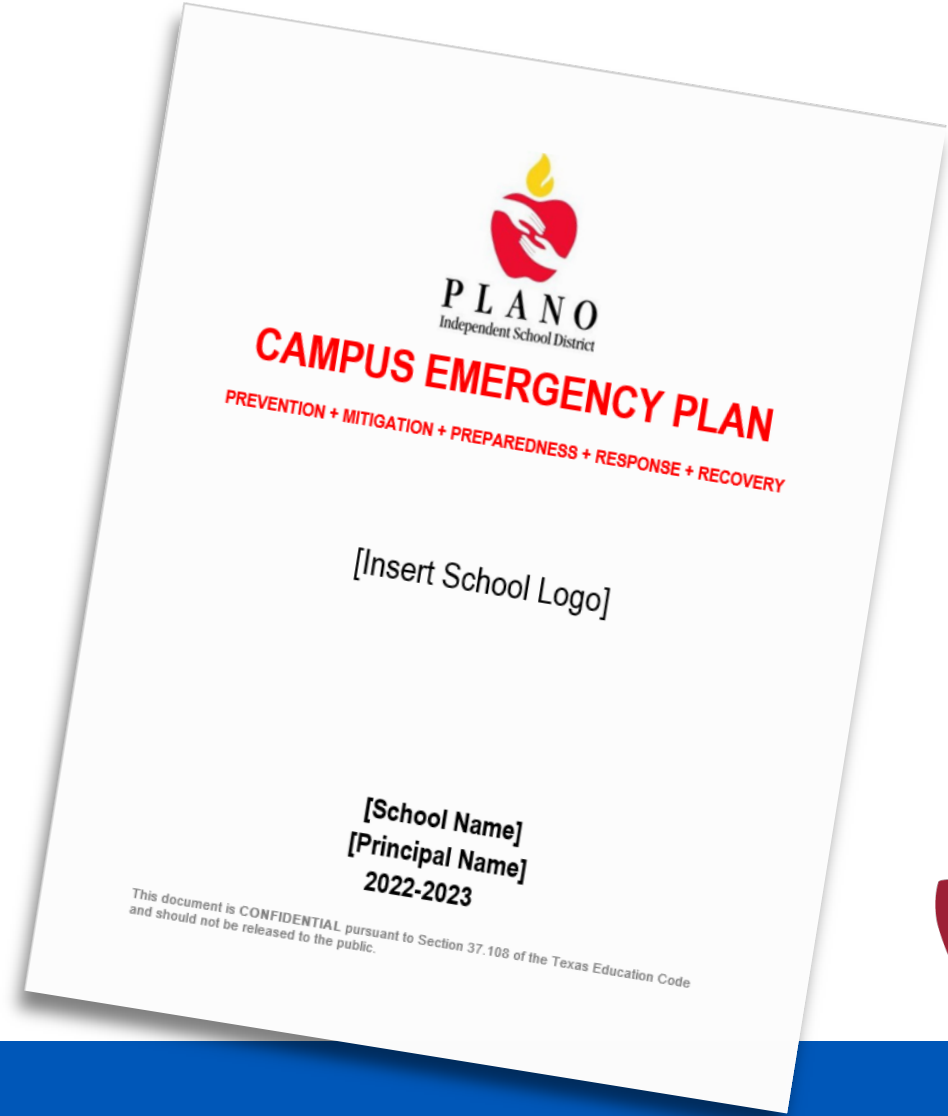 PLANO
Independent School District
CAMPUS EMERGENCY PLAN
PREVENTION + MITIGATION + PREPAREDNESS + RESPONSE + RECOVERY
[Insert School Logo]
[School Name]
[Principal Name]
2022-2023
This document is CONFIDENTIAL pursuant to Section 37.108 of the Texas Education Code
and should not be released to the public.